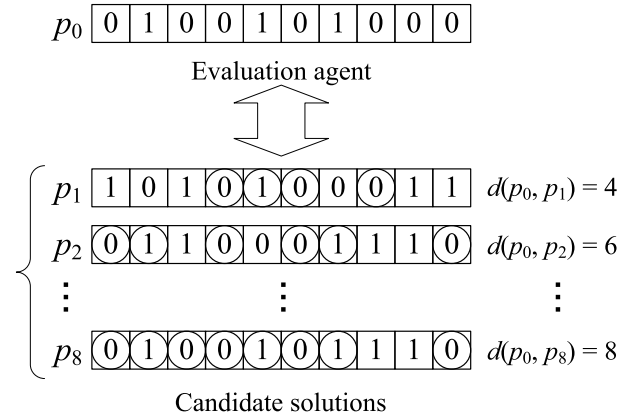 p0 0 1 0 0 1 0 1 0 0 0
Evaluation agent
p1 1 0 1 0 1 0 0 0 1 1 d(p0, p1) = 4
p2 0 1 1 0 0 0 1 1 1 0 d(p0, p2) = 6
⋮ ⋮ ⋮
p8 0 1 0 0 1 0 1 1 1 0 d(p0, p8) = 8
Candidate solutions